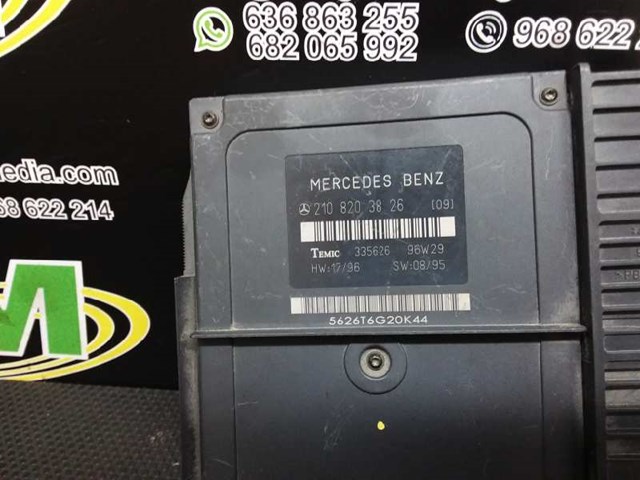 636 863 255
682 065 992
968 622
edia.com
68 622 214
M
MERCEDES BENZ
210 820 38 26 [09]
TEMIC 335626 96W29
HW:17/96 SW:08/95
5626T6G20K44